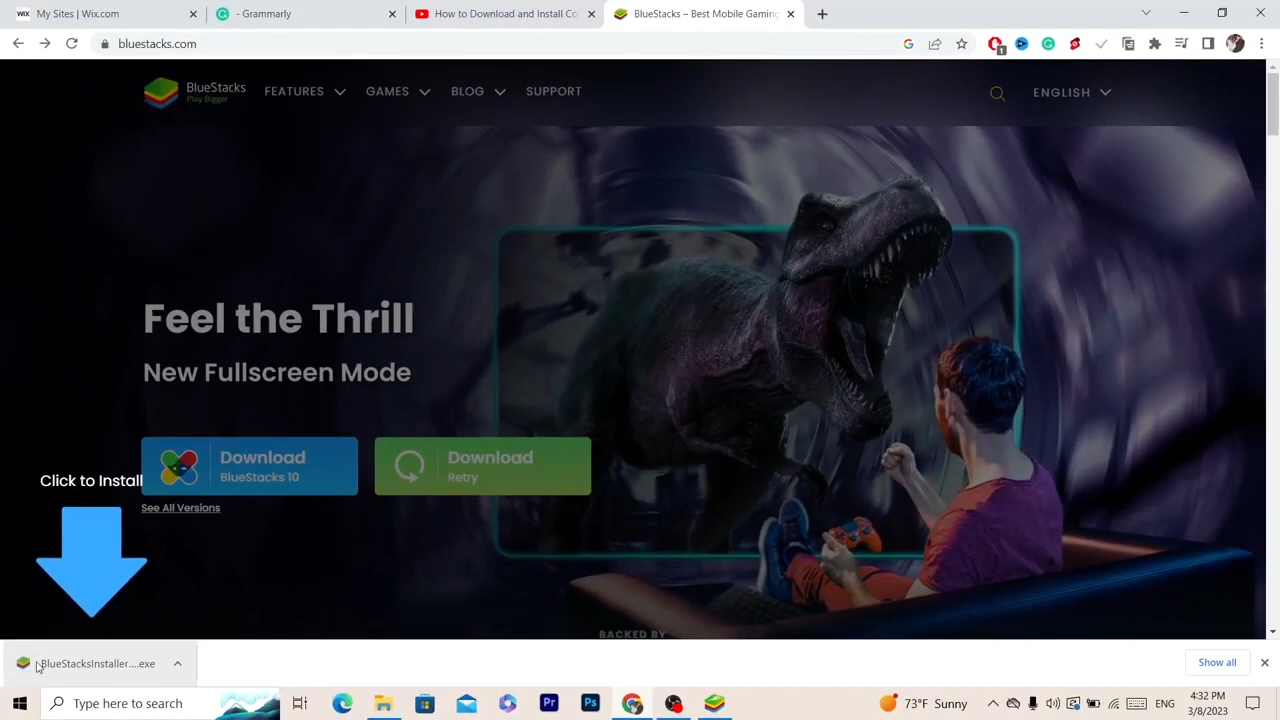 My Sites | Wix.com
- Grammarly
How to Download and Install Co
BlueStacks – Best Mobile Gaming
bluestacks.com
1
BlueStacks
Play Bigger
FEATURES
GAMES
BLOG
SUPPORT
ENGLISH
Feel the Thrill
New Fullscreen Mode
Download
BlueStacks 10
Download
Retry
See All Versions
Click to Install
BACKED BY
BlueStacksInstaller....exe
Show all
Type here to search
Pr
Ps
73°F Sunny
ENG
4:32 PM
3/8/2023